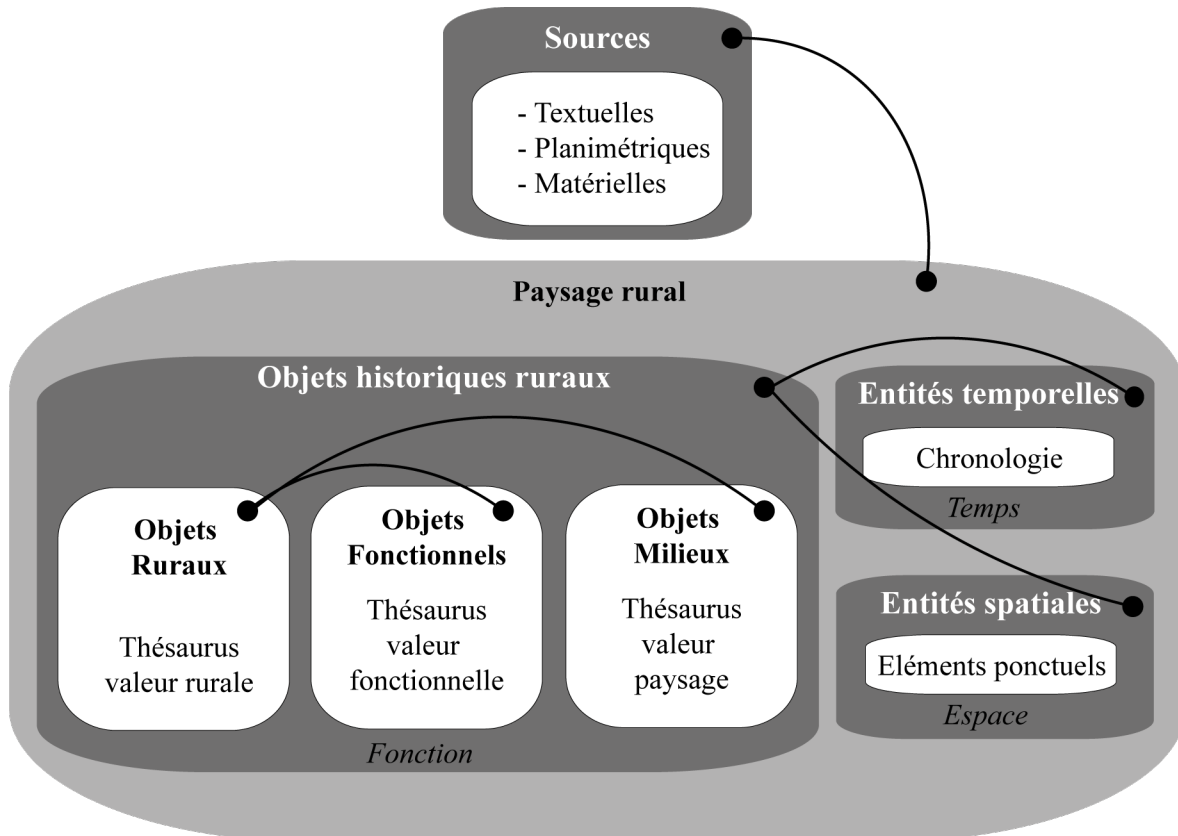 Sources
- Textuelles
- Planimétriques
- Matérielles
Paysage rural
Objets historiques ruraux
Objets
Ruraux
Thésaurus
valeur rurale
Objets
Fonctionnels
Thésaurus
valeur
fonctionnelle
Objets
Milieux
Thésaurus
valeur
paysage
Fonction
Entités temporelles
Chronologie
Temps
Entités spatiales
Eléments ponctuels
Espace